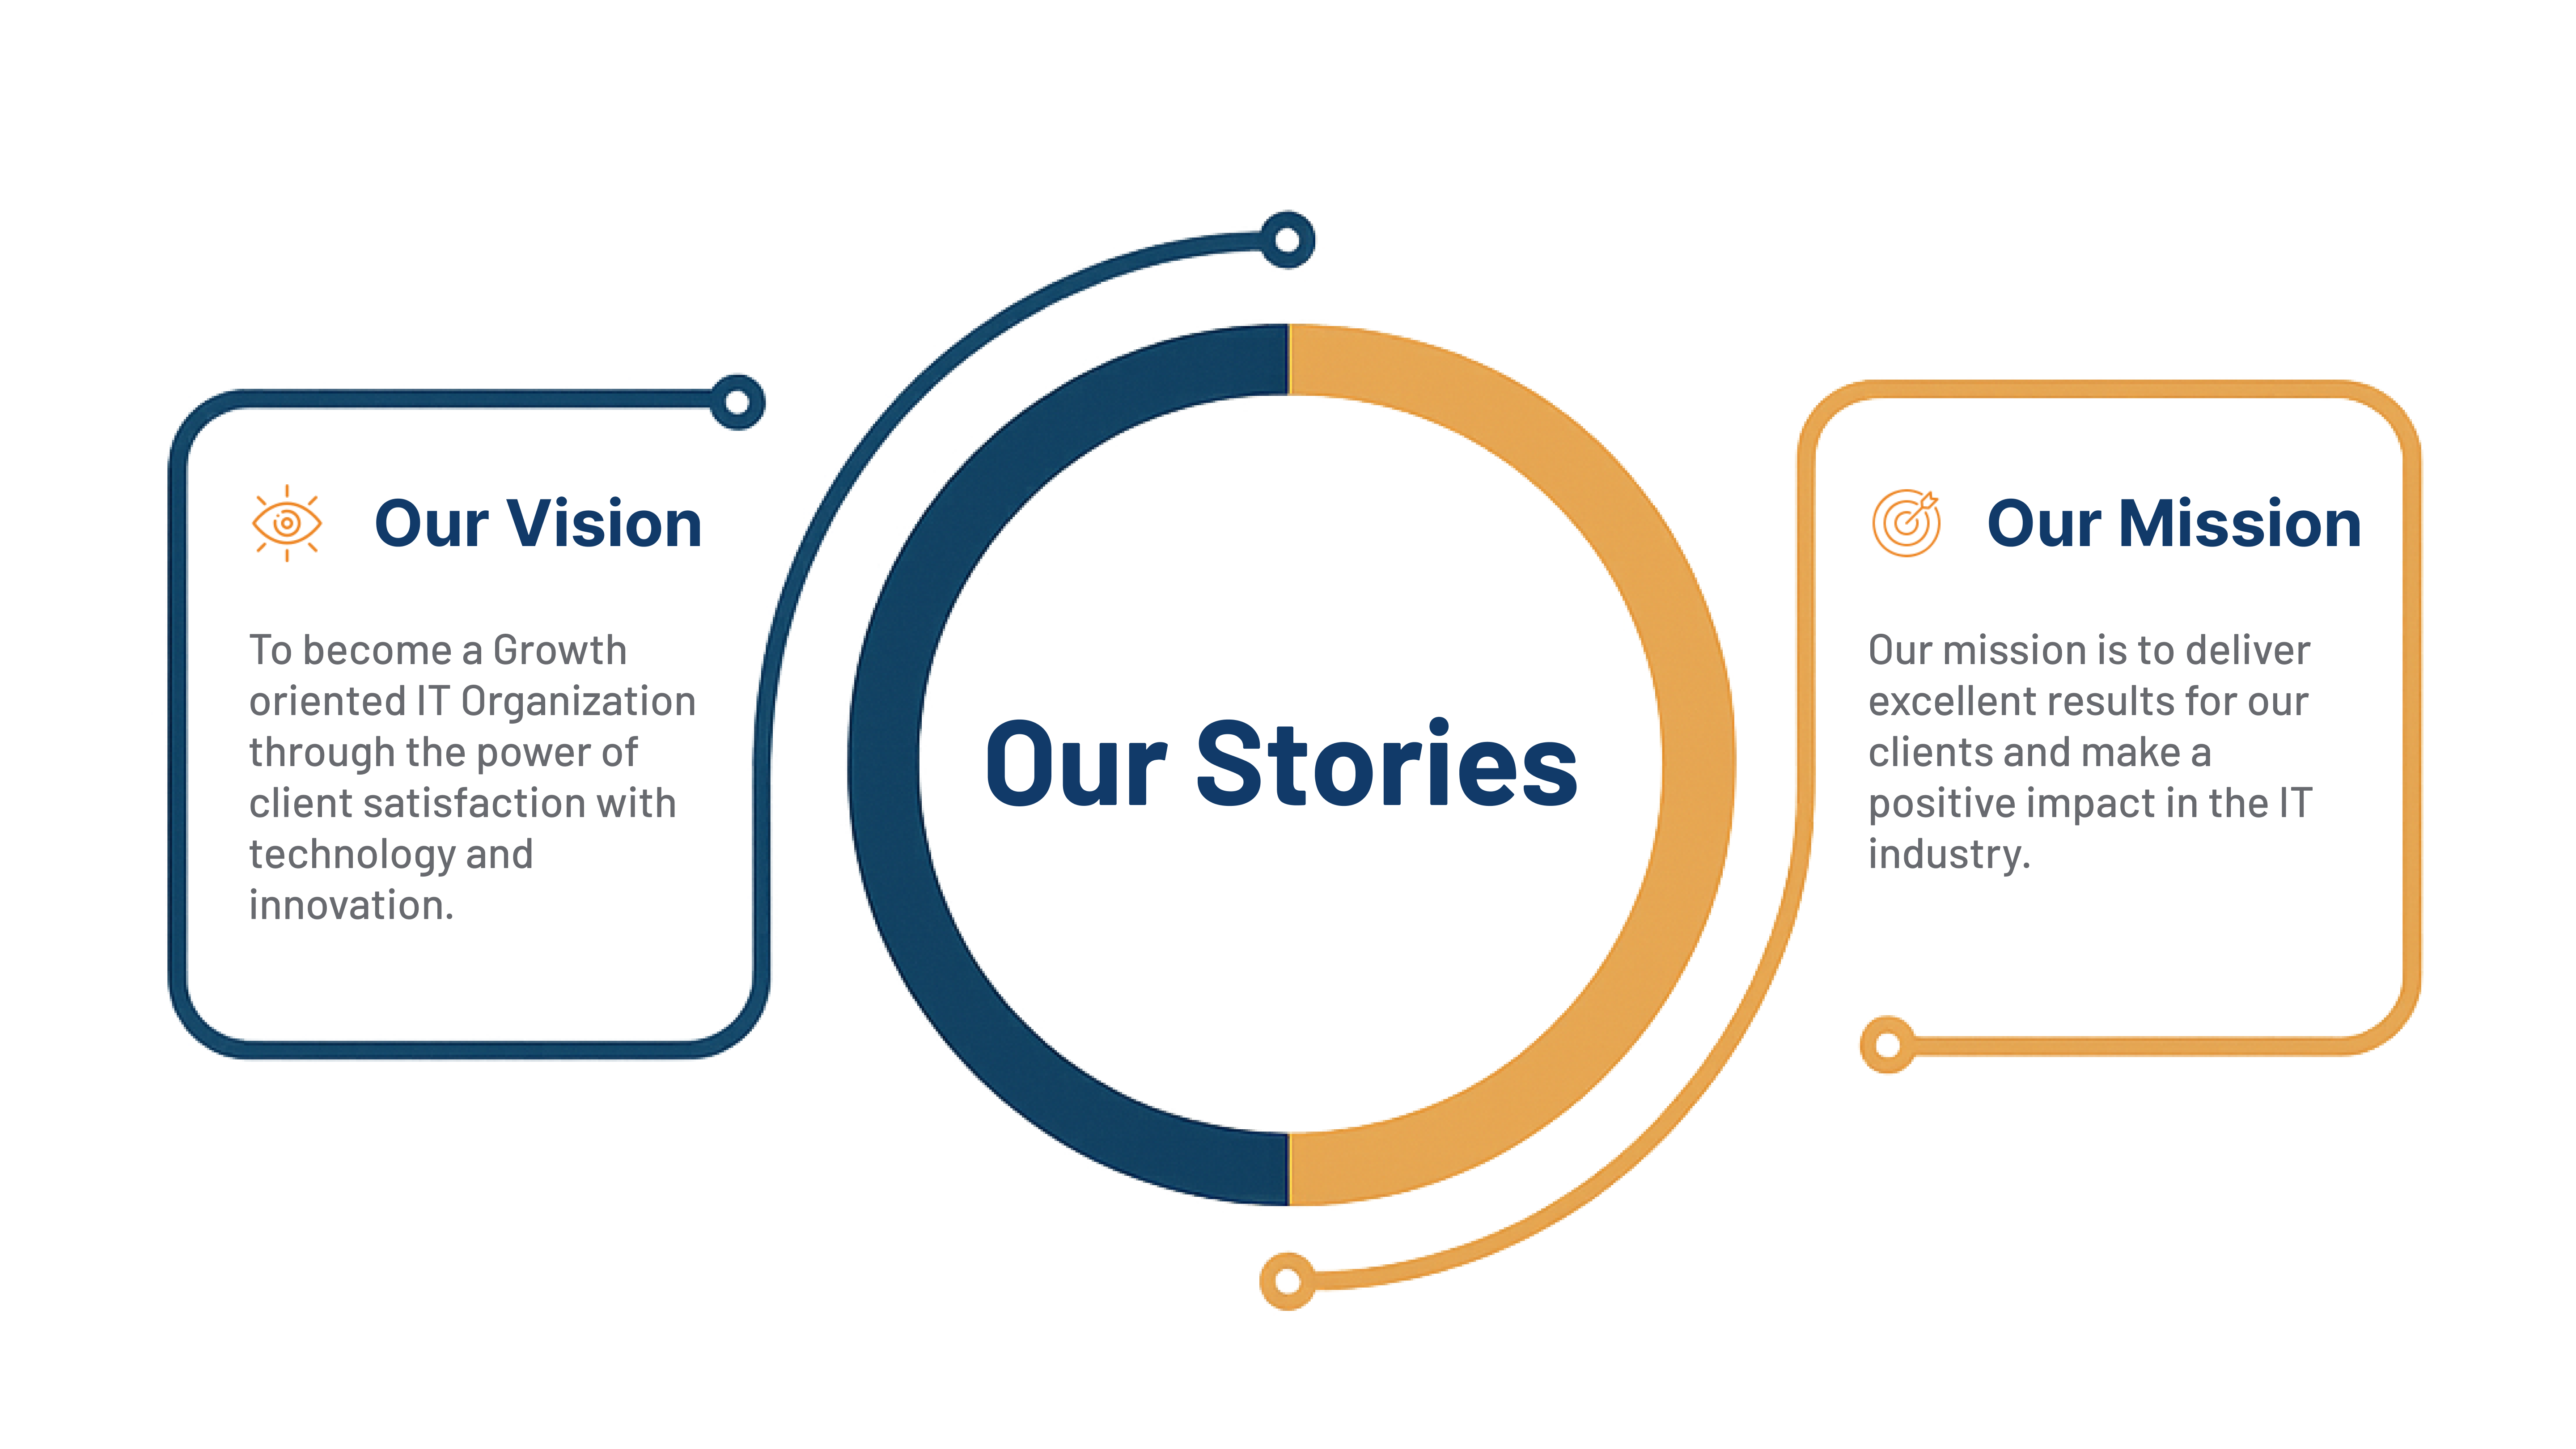 Our Vision
To become a Growth
oriented IT Organization
through the power of
client satisfaction with
technology and
innovation.
Our Stories
Our Mission
Our mission is to deliver
excellent results for our
clients and make a
positive impact in the IT
industry.